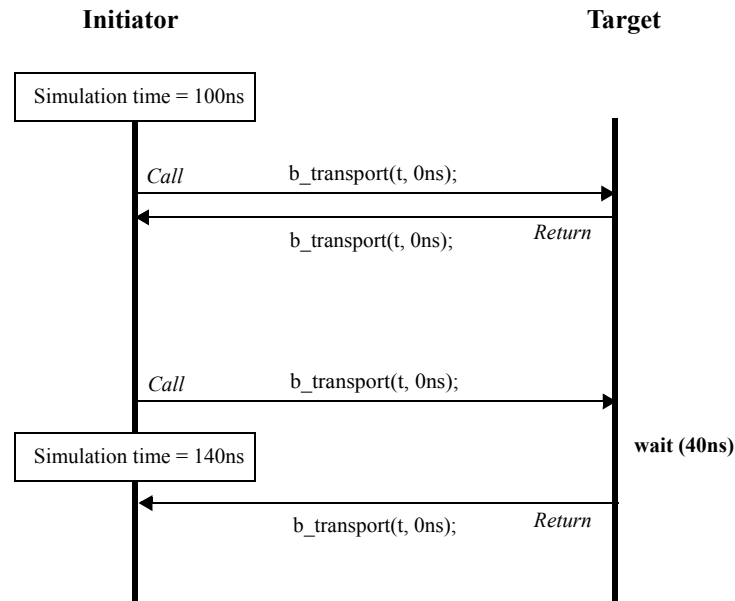 Initiator
Target
Simulation time = 100ns
Call
b_transport(t, 0ns);
b_transport(t, 0ns);
Return
Call
b_transport(t, 0ns);
wait (40ns)
Simulation time = 140ns
b_transport(t, 0ns);
Return